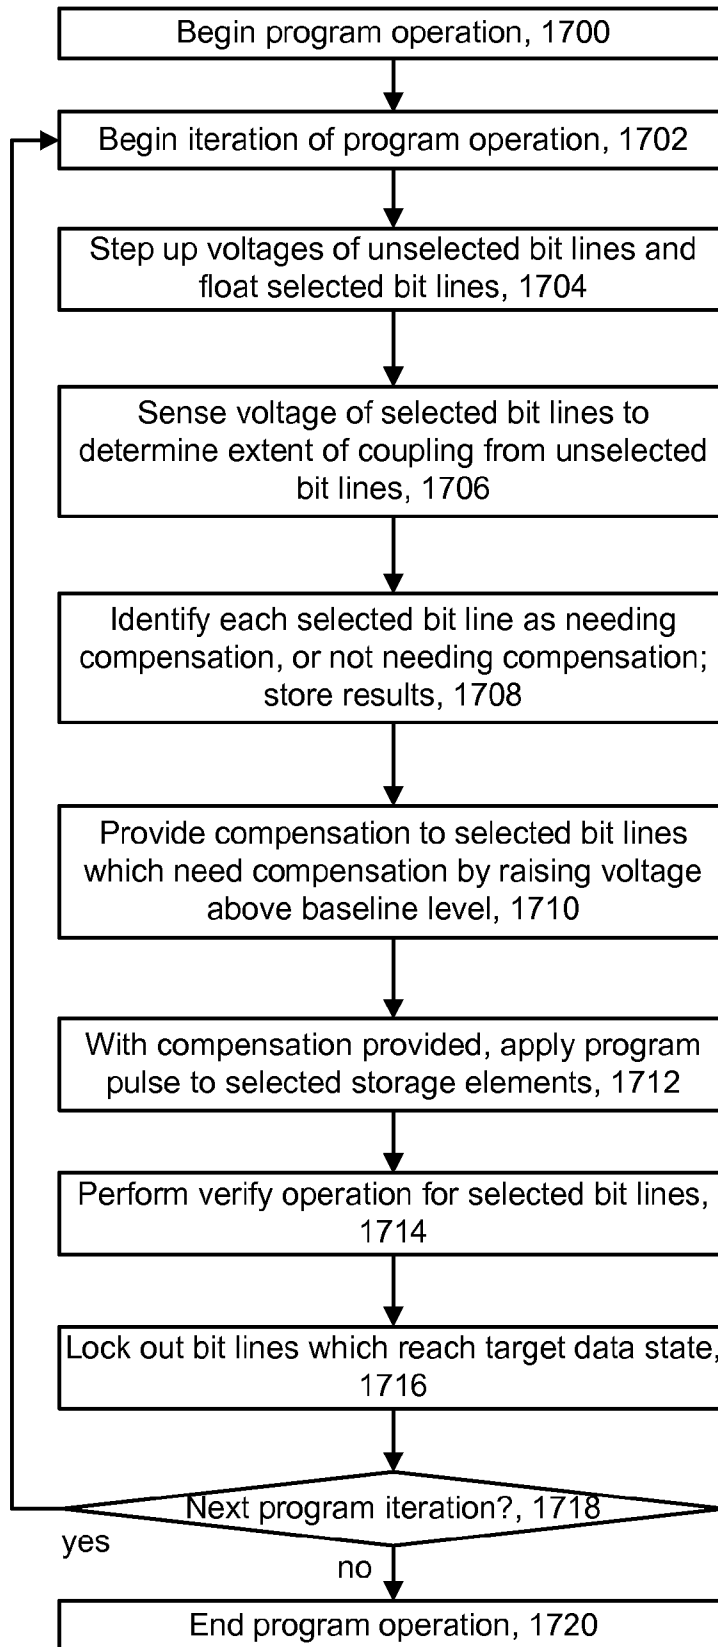 Begin program operation, 1700
Begin iteration of program operation, 1702
Step up voltages of unselected bit lines and
float selected bit lines, 1704
Sense voltage of selected bit lines to
determine extent of coupling from unselected
bit lines, 1706
Identify each selected bit line as needing
compensation, or not needing compensation;
store results, 1708
Provide compensation to selected bit lines
which need compensation by raising voltage
above baseline level, 1710
With compensation provided, apply program
pulse to selected storage elements, 1712
Perform verify operation for selected bit lines,
1714
Lock out bit lines which reach target data state,
1716
Next program iteration?, 1718
yes
no
End program operation, 1720